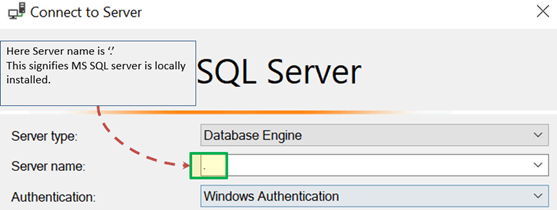 Connect to Server
Here Server name is ‘.’
This signifies MS SQL server is locally
installed.
SQL Server
Server type:
Database Engine
Server name:
.
Authentication:
Windows Authentication